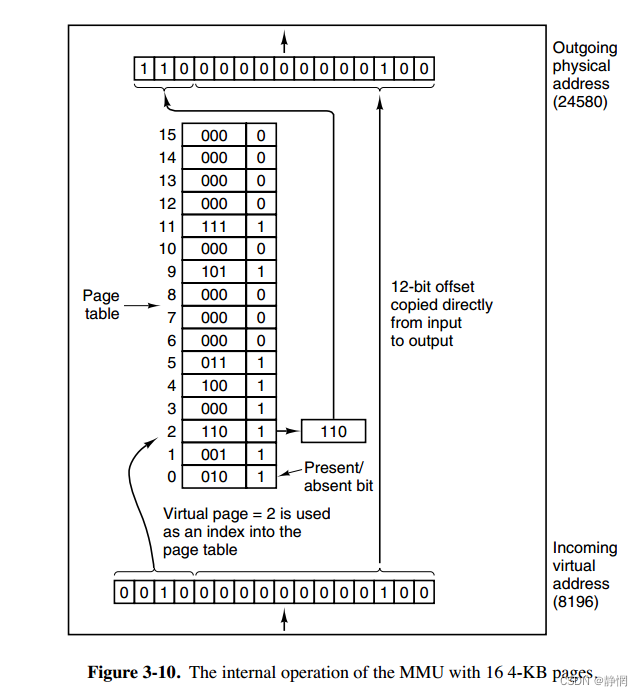 Outgoing
physical
address
(24580)
1 1 0 0 0 0 0 0 0 0 0 0 1 0 0
15 000 0
14 000 0
13 000 0
12 000 0
11 111 1
10 000 0
9 101 1
8 000 0
7 000 0
6 000 0
5 011 1
4 100 1
3 000 1
2 110 1 110
1 001 1
0 010 1
Page
table
12-bit offset
copied directly
from input
to output
Present/
absent bit
Virtual page = 2 is used
as an index into the
page table
0 0 1 0 0 0 0 0 0 0 0 0 0 1 0 0
Incoming
virtual
address
(8196)
Figure 3-10. The internal operation of the MMU with 16 4-KB pages.
CSDN @静惘